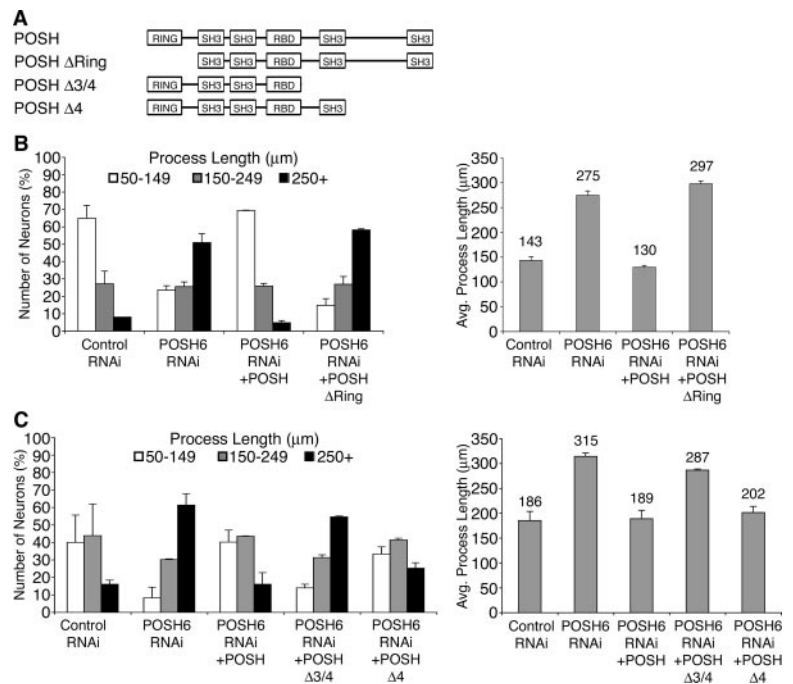 A
POSH RING SH3 SH3 RBD SH3 SH3
POSH ΔRing SH3 SH3 RBD SH3 SH3
POSH Δ3/4 RING SH3 SH3 RBD
POSH Δ4 RING SH3 SH3 RBD SH3
B
Process Length (μm)
50-149 150-249 250+
Number of Neurons (%)
100
90
80
70
60
50
40
30
20
10
0
Control RNAi
POSH6 RNAi
POSH6 RNAi +POSH
POSH6 RNAi +POSH ΔRing
Avg. Process Length (μm)
350
300
250
200
150
100
50
0
143
275
130
297
Control RNAi
POSH6 RNAi
POSH6 RNAi +POSH
POSH6 RNAi +POSH ΔRing
C
Process Length (μm)
50-149 150-249 250+
Number of Neurons (%)
100
90
80
70
60
50
40
30
20
10
0
Control RNAi
POSH6 RNAi
POSH6 RNAi +POSH
POSH6 RNAi +POSH Δ3/4
POSH6 RNAi +POSH Δ4
Avg. Process Length (μm)
350
300
250
200
150
100
50
0
186
315
189
287
202
Control RNAi
POSH6 RNAi
POSH6 RNAi +POSH
POSH6 RNAi +POSH Δ3/4
POSH6 RNAi +POSH Δ4